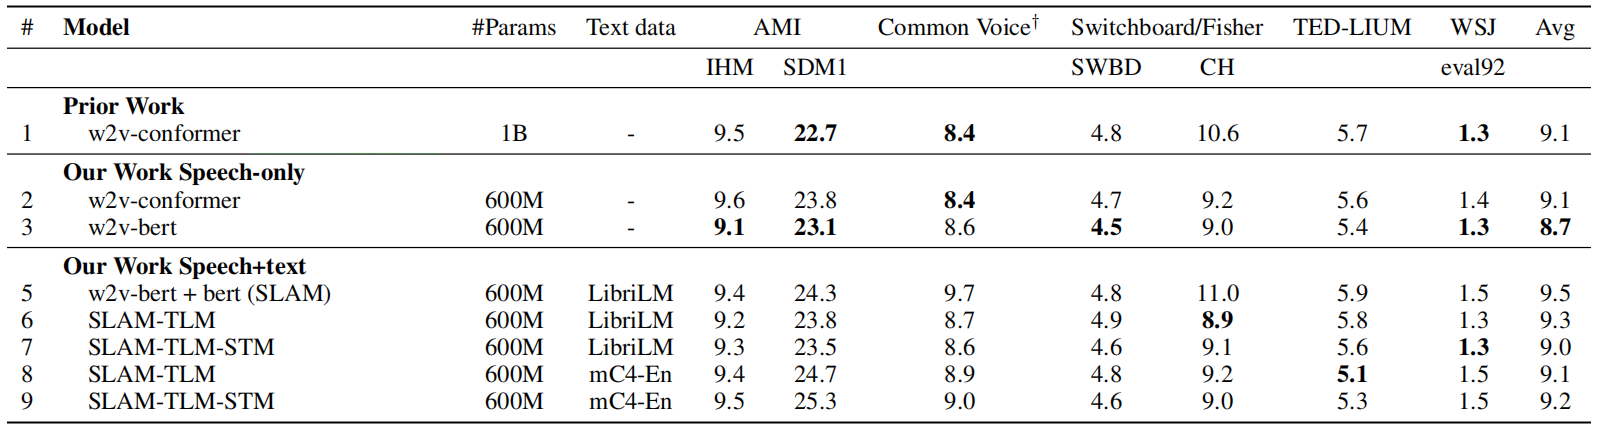 # Model #Params Text data AMI Common Voice† Switchboard/Fisher TED-LIUM WSJ Avg
IHM SDM1 SWBD CH eval92
Prior Work
1 w2v-conformer 1B - 9.5 22.7 8.4 4.8 10.6 5.7 1.3 9.1
Our Work Speech-only
2 w2v-conformer 600M - 9.6 23.8 8.4 4.7 9.2 5.6 1.4 9.1
3 w2v-bert 600M - 9.1 23.1 8.6 4.5 9.0 5.4 1.3 8.7
Our Work Speech+text
5 w2v-bert + bert (SLAM) 600M LibriLM 9.4 24.3 9.7 4.8 11.0 5.9 1.5 9.5
6 SLAM-TLM 600M LibriLM 9.2 23.8 8.7 4.9 8.9 5.8 1.3 9.3
7 SLAM-TLM-STM 600M LibriLM 9.3 23.5 8.6 4.6 9.1 5.6 1.3 9.0
8 SLAM-TLM 600M mC4-En 9.4 24.7 8.9 4.8 9.2 5.1 1.5 9.1
9 SLAM-TLM-STM 600M mC4-En 9.5 25.3 9.0 4.6 9.0 5.3 1.5 9.2